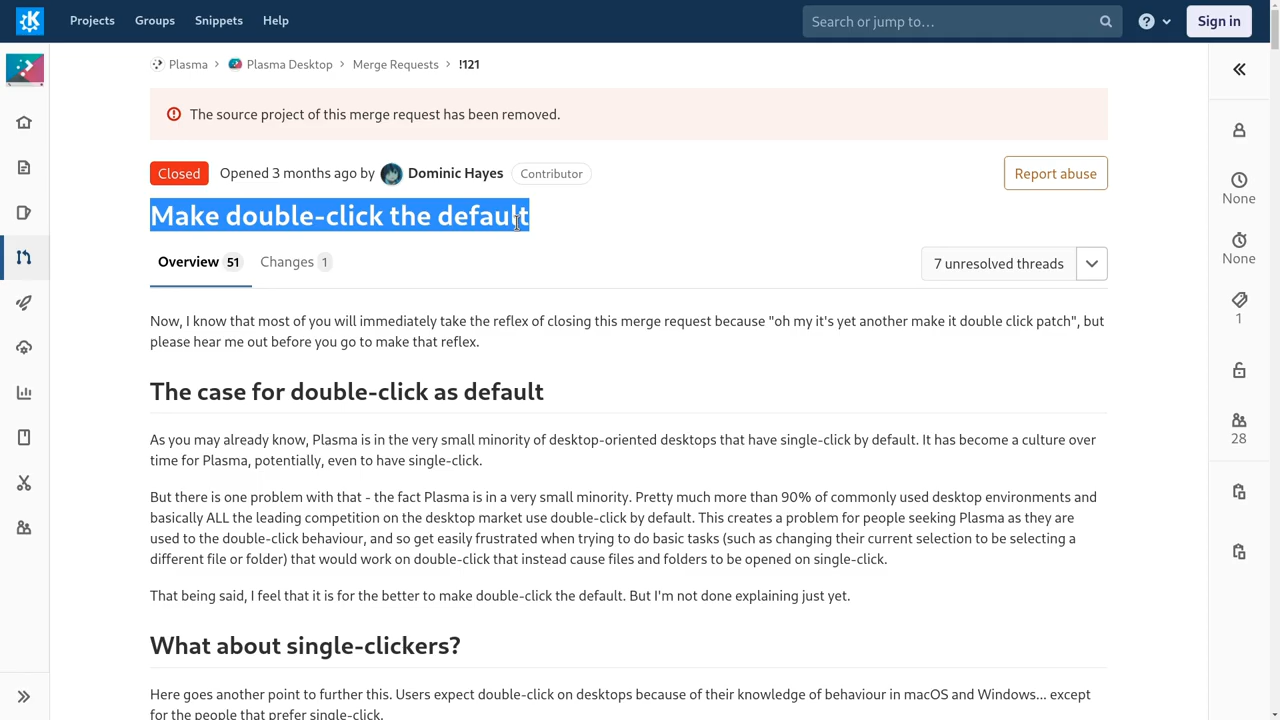 Projects Groups Snippets Help Search or jump to... Sign in
Plasma > Plasma Desktop > Merge Requests > !121
The source project of this merge request has been removed.
Closed Opened 3 months ago by Dominic Hayes Contributor Report abuse
Make double-click the default
Overview 51 Changes 1 7 unresolved threads
None
None
1
28
Now, I know that most of you will immediately take the reflex of closing this merge request because "oh my it's yet another make it double click patch", but
please hear me out before you go to make that reflex.
The case for double-click as default
As you may already know, Plasma is in the very small minority of desktop-oriented desktops that have single-click by default. It has become a culture over
time for Plasma, potentially, even to have single-click.
But there is one problem with that - the fact Plasma is in a very small minority. Pretty much more than 90% of commonly used desktop environments and
basically ALL the leading competition on the desktop market use double-click by default. This creates a problem for people seeking Plasma as they are
used to the double-click behaviour, and so get easily frustrated when trying to do basic tasks (such as changing their current selection to be selecting a
different file or folder) that would work on double-click that instead cause files and folders to be opened on single-click.
That being said, I feel that it is for the better to make double-click the default. But I'm not done explaining just yet.
What about single-clickers?
Here goes another point to further this. Users expect double-click on desktops because of their knowledge of behaviour in macOS and Windows... except
for the people that prefer single-click.